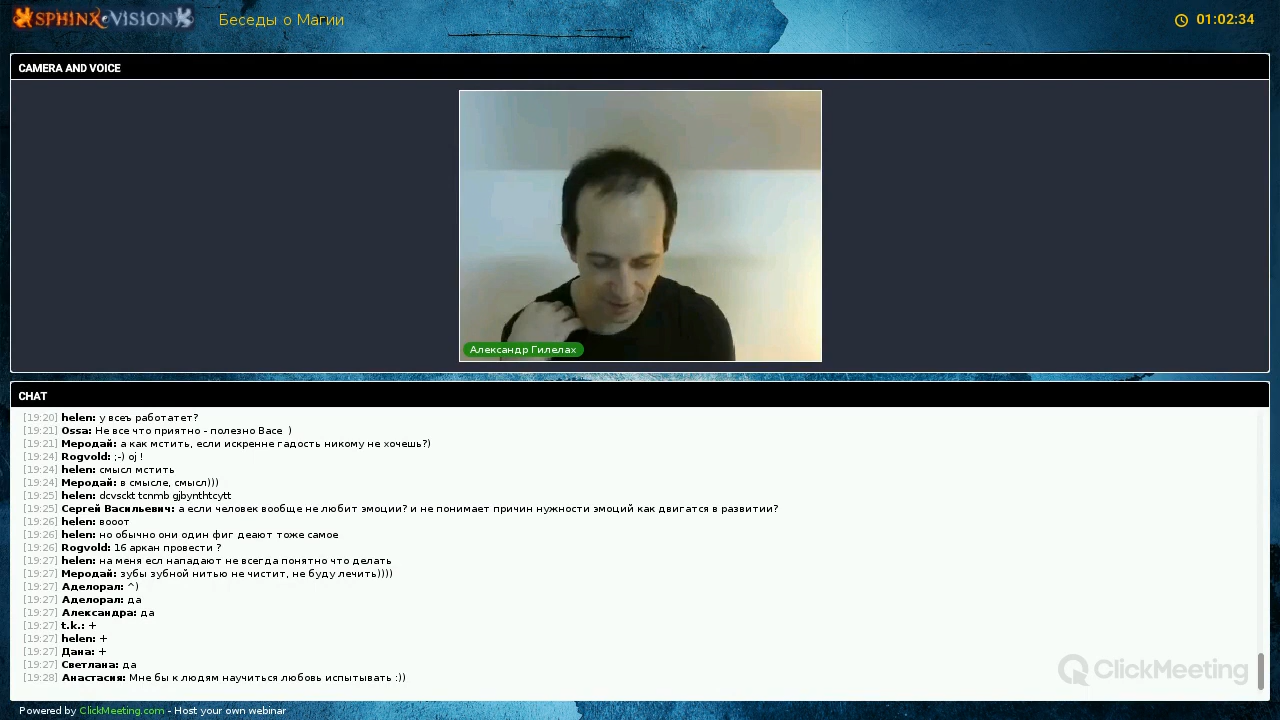 SPHINX VISION
Беседы о Магии
01:02:34
CAMERA AND VOICE
Александр Гилелах
CHAT
[19:20] helen: у всеъ работатет?
[19:21] Ossa: Не все что приятно - полезно Васе :)
[19:21] Меродай: а как мстить, если искренне гадость никому не хочешь?)
[19:24] Rogvold: ;-) oj !
[19:24] helen: смысл мстить
[19:24] Меродай: в смысле, смысл)))
[19:25] helen: dcvsckt tcnmb gjbynthtcytt
[19:25] Сергей Васильевич: а если человек вообще не любит эмоции? и не понимает причин нужности эмоций как двигатся в развитии?
[19:26] helen: вооот
[19:26] helen: но обычно они один фиг деают тоже самое
[19:26] Rogvold: 16 аркан провести ?
[19:27] helen: на меня есл нападают не всегда понятно что делать
[19:27] Меродай: зубы зубной нитью не чистит, не буду лечить))))
[19:27] Аделорал: ^)
[19:27] Аделорал: да
[19:27] Александра: да
[19:27] t.k.: +
[19:27] helen: +
[19:27] Дана: +
[19:27] Светлана: да
[19:28] Анастасия: Мне бы к людям научиться любовь испытывать :))
ClickMeeting
Powered by ClickMeeting.com - Host your own webinar